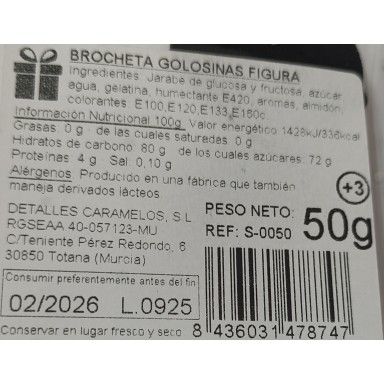 BROCHETA GOLOSINAS FIGURA
Ingredientes: Jarabe de glucosa y fructosa, azúcar,
agua, gelatina, humectante E420, aromas, almidón,
colorantes: E100,E120,E133,E160c.
Información Nutricional 100g. Valor energético 1428kJ/336kcal
Grasas: 0 g - de las cuales saturadas: 0 g
Hidratos de carbono: 80 g - de los cuales azúcares: 72 g
Proteínas: 4 g Sal: 0,10 g
Alérgenos: Producido en una fábrica que también
maneja derivados lácteos
+3
DETALLES CARAMELOS, S.L
RGSEAA 40-057123-MU
C/Teniente Pérez Redondo, 6
30850 Totana (Murcia)
PESO NETO: 50g
REF: S-0050
Consumir preferentemente antes del fin
02/2026 L.0925
Conservar en lugar fresco y seco
8 436031 478747